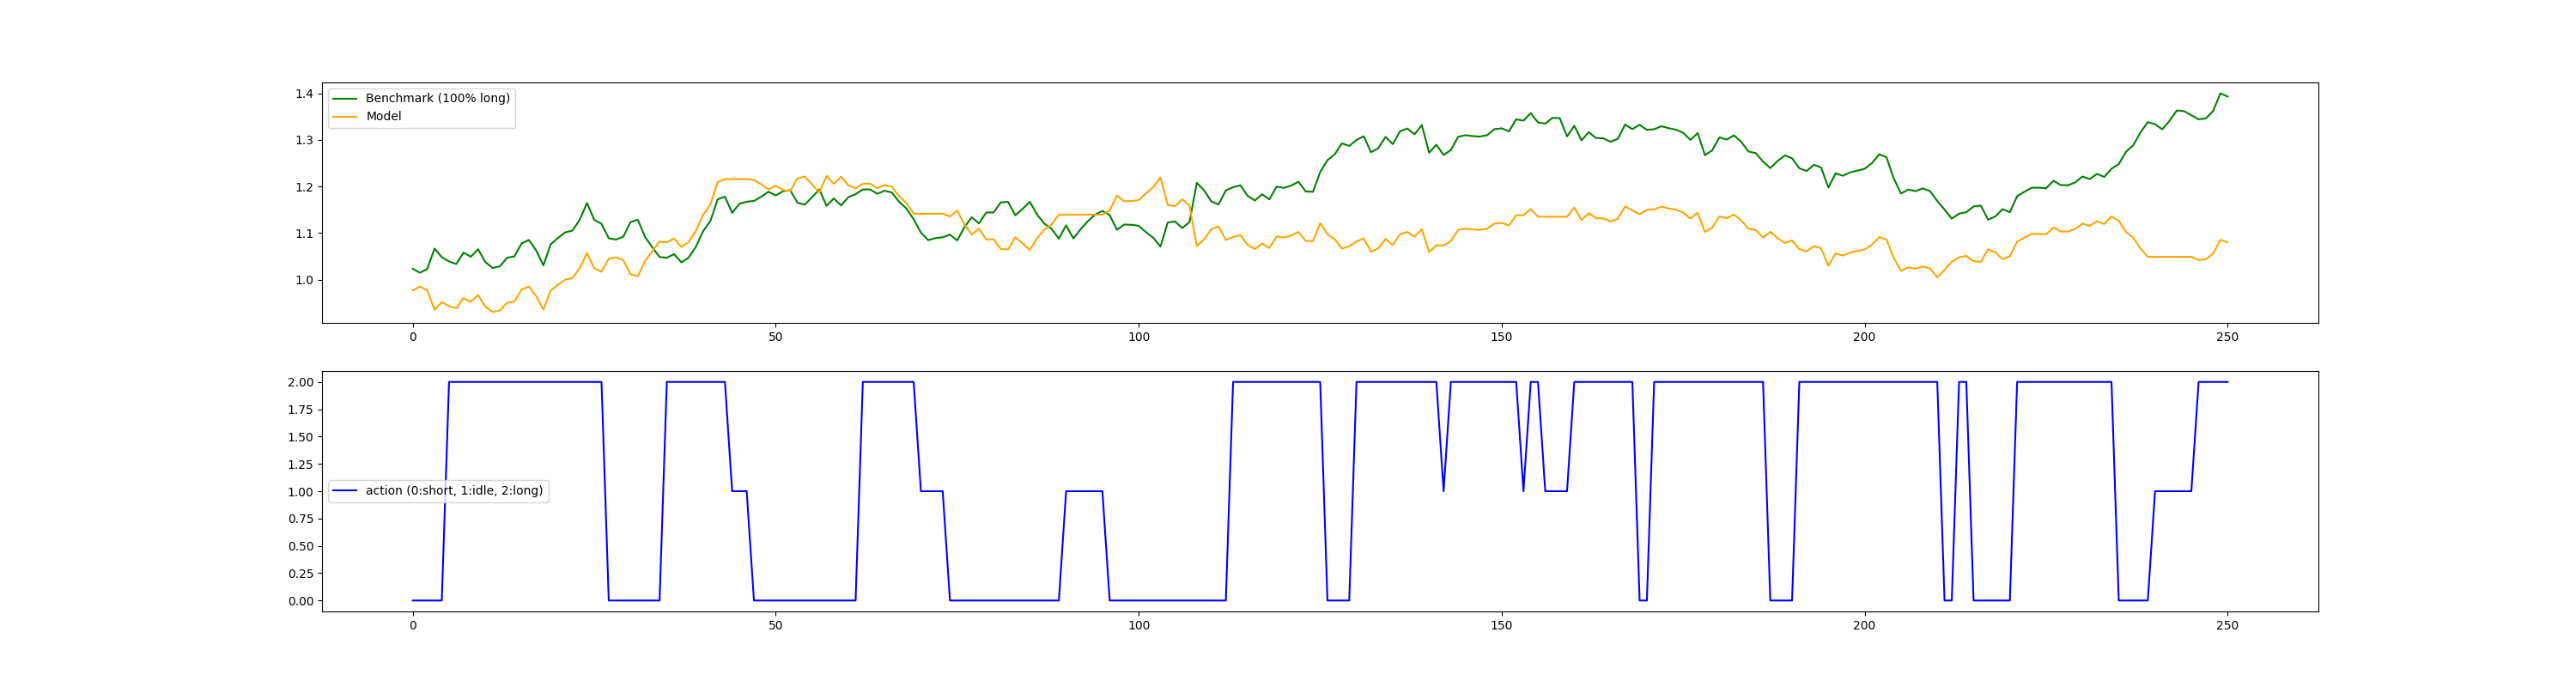 1.4
1.3
1.2
1.1
1.0
Benchmark (100% long)
Model
0 50 100 150 200 250
2.00
1.75
1.50
1.25
1.00
0.75
0.50
0.25
0.00
action (0:short, 1:idle, 2:long)
0 50 100 150 200 250